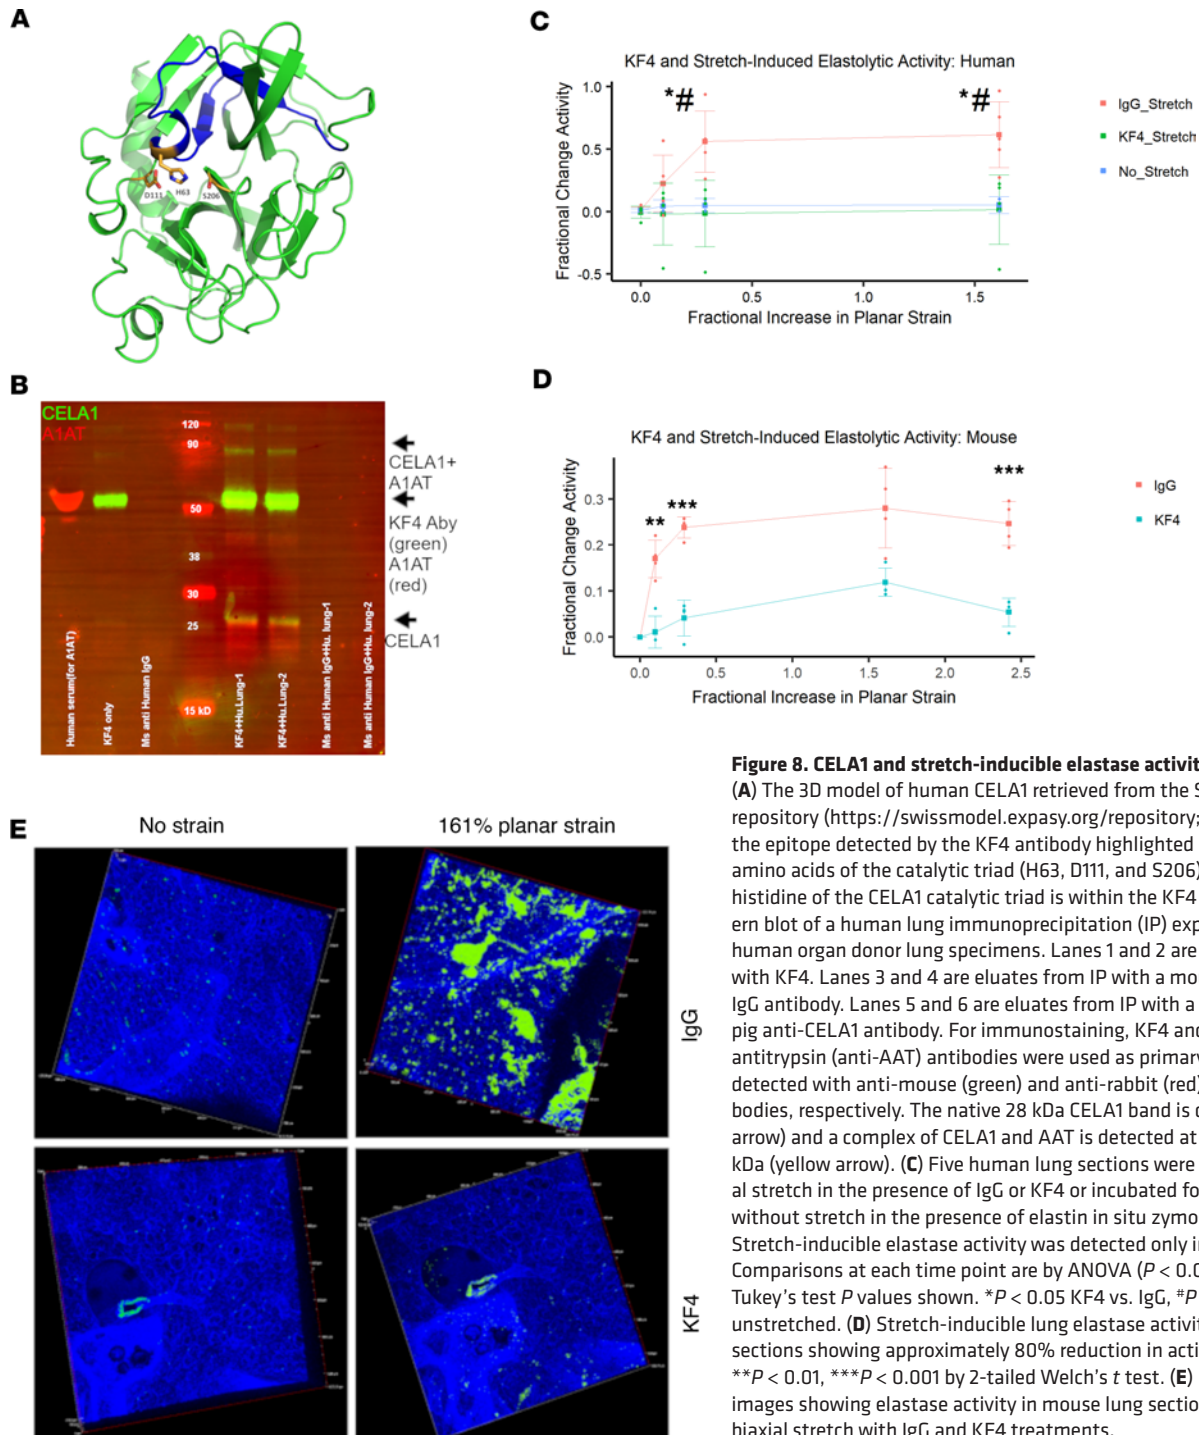 A
D111
H63
S206
B
CELA1
A1AT
120
90
50
38
30
25
15 kD
Human serum(for A1AT)
KF4 only
Ms anti Human IgG
KF4+Hu.Lung-1
KF4+Hu.Lung-2
Ms anti Human IgG+Hu. lung-1
Ms anti Human IgG+Hu. lung-2
CELA1+
A1AT
KF4 Aby
(green)
A1AT
(red)
CELA1
C
KF4 and Stretch-Induced Elastolytic Activity: Human
Fractional Change Activity
1.0
0.5
0.0
-0.5
*#
*#
0.0
0.5
1.0
1.5
Fractional Increase in Planar Strain
IgG_Stretch
KF4_Stretch
No_Stretch
D
KF4 and Stretch-Induced Elastolytic Activity: Mouse
Fractional Change Activity
0.3
0.2
0.1
0.0
**
***
***
0.0
0.5
1.0
1.5
2.0
2.5
Fractional Increase in Planar Strain
IgG
KF4
E
No strain
161% planar strain
IgG
KF4
Figure 8. CELA1 and stretch-inducible elastase activit
(A) The 3D model of human CELA1 retrieved from the S
repository (https://swissmodel.expasy.org/repository;
the epitope detected by the KF4 antibody highlighted
amino acids of the catalytic triad (H63, D111, and S206)
histidine of the CELA1 catalytic triad is within the KF4
ern blot of a human lung immunoprecipitation (IP) exp
human organ donor lung specimens. Lanes 1 and 2 are
with KF4. Lanes 3 and 4 are eluates from IP with a mo
IgG antibody. Lanes 5 and 6 are eluates from IP with a
pig anti-CELA1 antibody. For immunostaining, KF4 and
antitrypsin (anti-AAT) antibodies were used as primary
detected with anti-mouse (green) and anti-rabbit (red)
bodies, respectively. The native 28 kDa CELA1 band is d
arrow) and a complex of CELA1 and AAT is detected at
kDa (yellow arrow). (C) Five human lung sections were
al stretch in the presence of IgG or KF4 or incubated fo
without stretch in the presence of elastin in situ zymo
Stretch-inducible elastase activity was detected only i
Comparisons at each time point are by ANOVA (P < 0.0
Tukey's test P values shown. *P < 0.05 KF4 vs. IgG, #P
unstretched. (D) Stretch-inducible lung elastase activit
sections showing approximately 80% reduction in acti
**P < 0.01, ***P < 0.001 by 2-tailed Welch's t test. (E)
images showing elastase activity in mouse lung sectio
biaxial stretch with IgG and KF4 treatments.